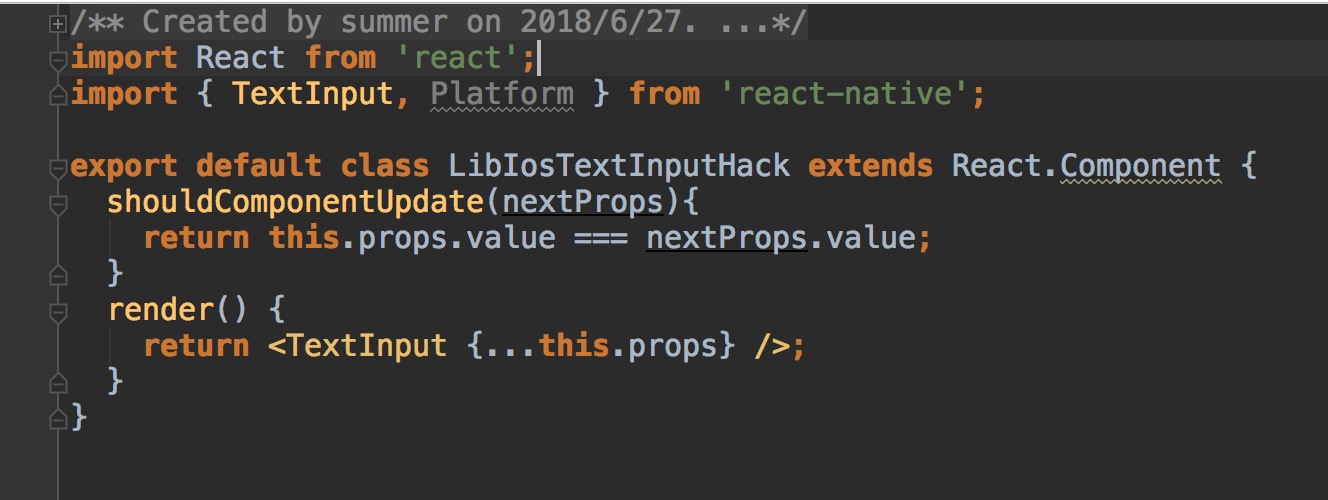 /** Created by summer on 2018/6/27. ...*/
import React from 'react';
import { TextInput, Platform } from 'react-native';
export default class LibIosTextInputHack extends React.Component {
shouldComponentUpdate(nextProps){
return this.props.value === nextProps.value;
}
render() {
return <TextInput {...this.props} />;
}
}